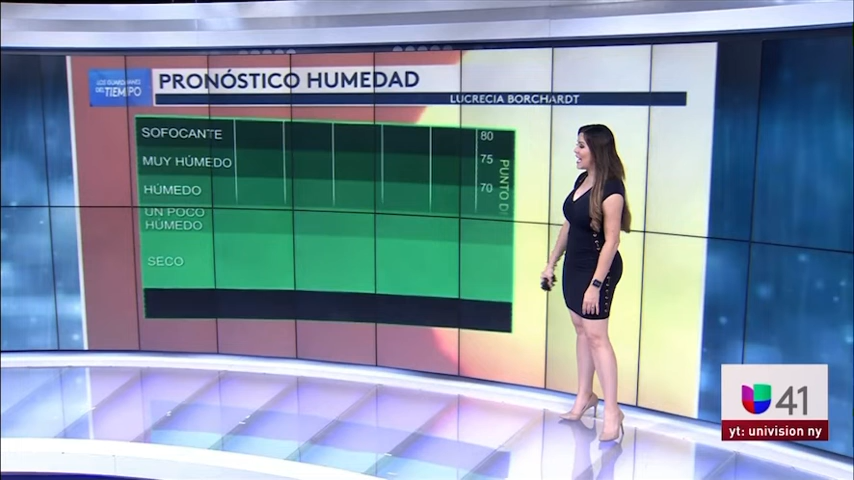 LOS GUARDIANES
DEL TIEMPO
PRONÓSTICO HUMEDAD
LUCRECIA BORCHARDT
SOFOCANTE
80
MUY HÚMEDO
75
HÚMEDO
70
UN POCO
HÚMEDO
SECO
PUNTO D
41
yt: univision ny